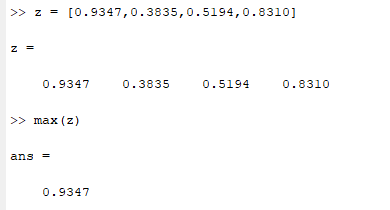 >> z = [0.9347,0.3835,0.5194,0.8310]
z =
0.9347 0.3835 0.5194 0.8310
>> max(z)
ans =
0.9347